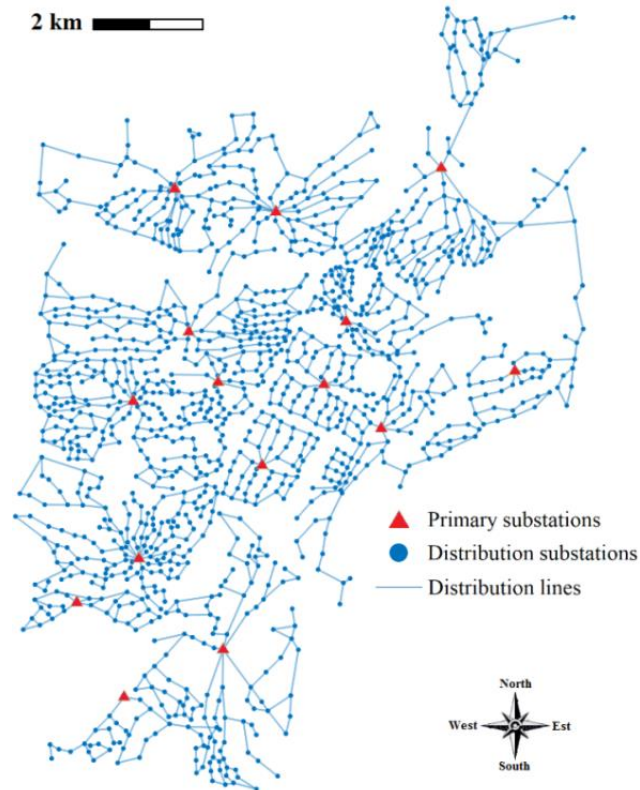 2 km
Primary substations
Distribution substations
Distribution lines
North
West Est
South